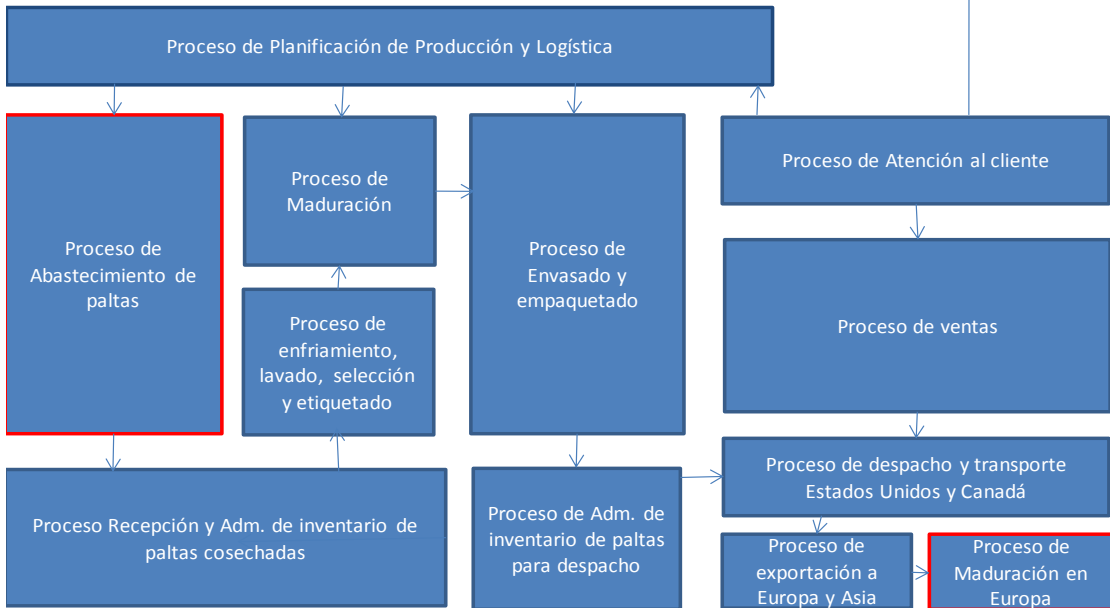 Proceso de Planificación de Producción y Logística
Proceso de
Abastecimiento de
paltas
Proceso de
Maduración
Proceso de
enfriamiento,
lavado, selección
y etiquetado
Proceso Recepción y Adm. de inventario de
paltas cosechadas
Proceso de
Envasado y
empaquetado
Proceso de Adm. de
inventario de paltas
para despacho
Proceso de Atención al cliente
Proceso de ventas
Proceso de despacho y transporte
Estados Unidos y Canadá
Proceso de
exportación a
Europa y Asia
Proceso de
Maduración en
Europa